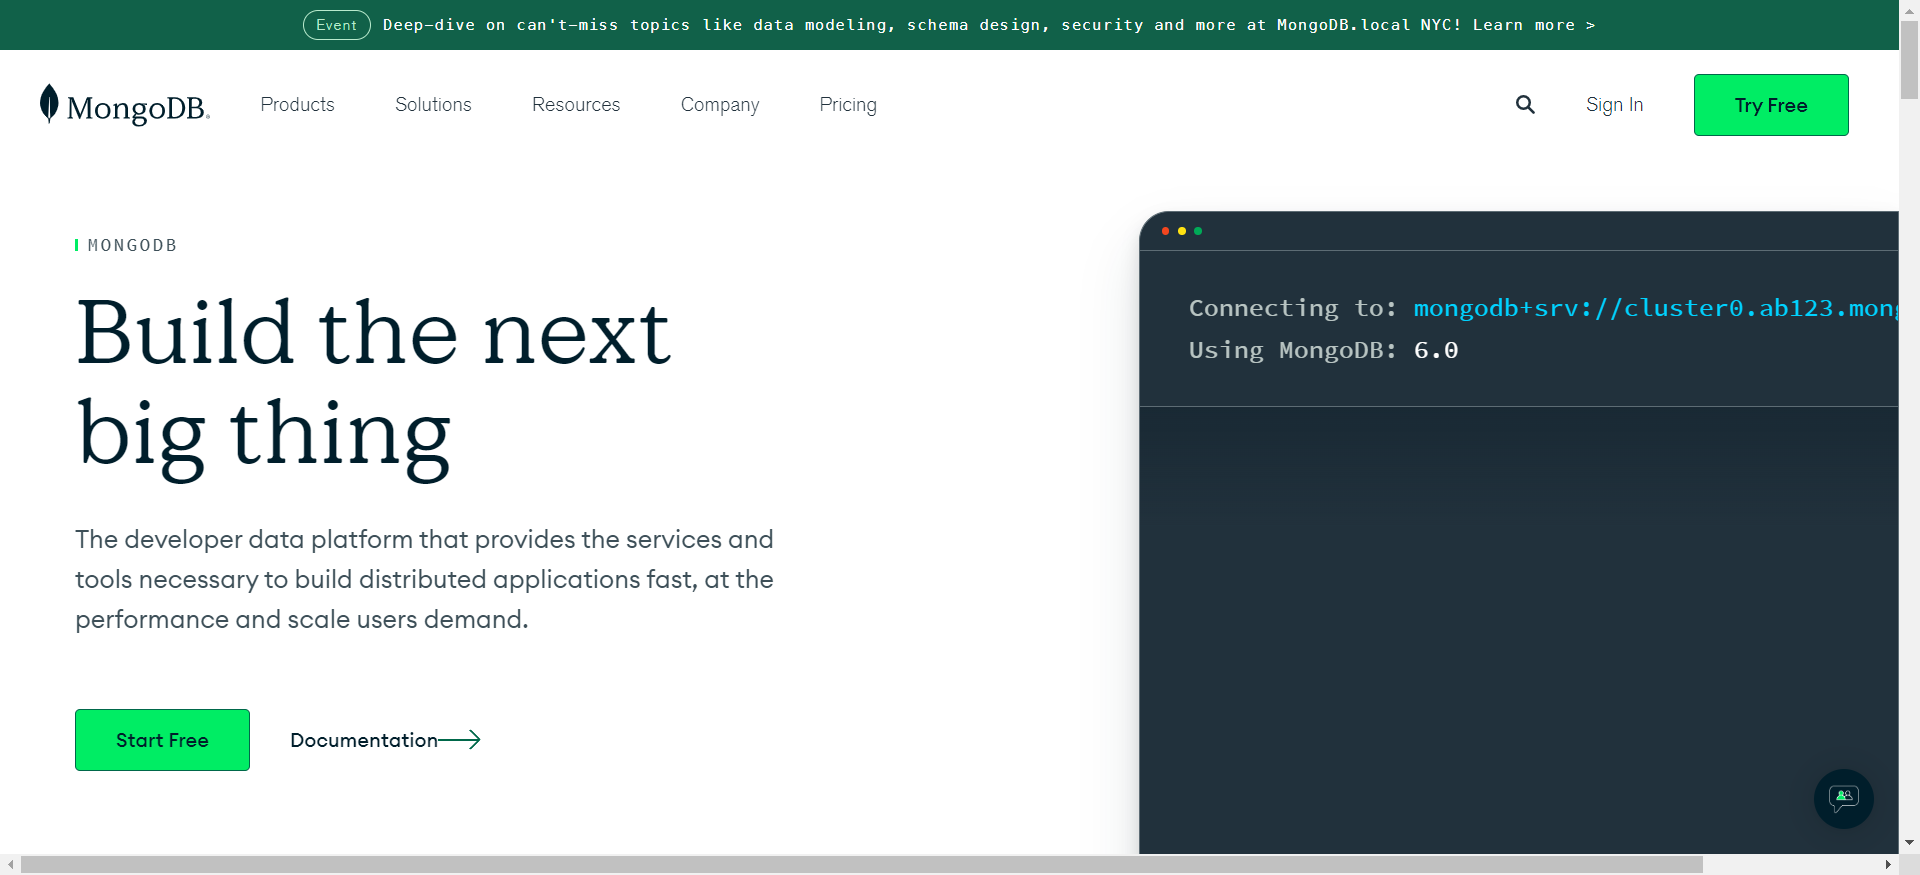 Event Deep-dive on can't-miss topics like data modeling, schema design, security and more at MongoDB.local NYC! Learn more >
MongoDB. Products Solutions Resources Company Pricing Sign In Try Free
MONGODB
Build the next
big thing
The developer data platform that provides the services and
tools necessary to build distributed applications fast, at the
performance and scale users demand.
Start Free Documentation
Connecting to: mongodb+srv://cluster0.ab123.mong
Using MongoDB: 6.0